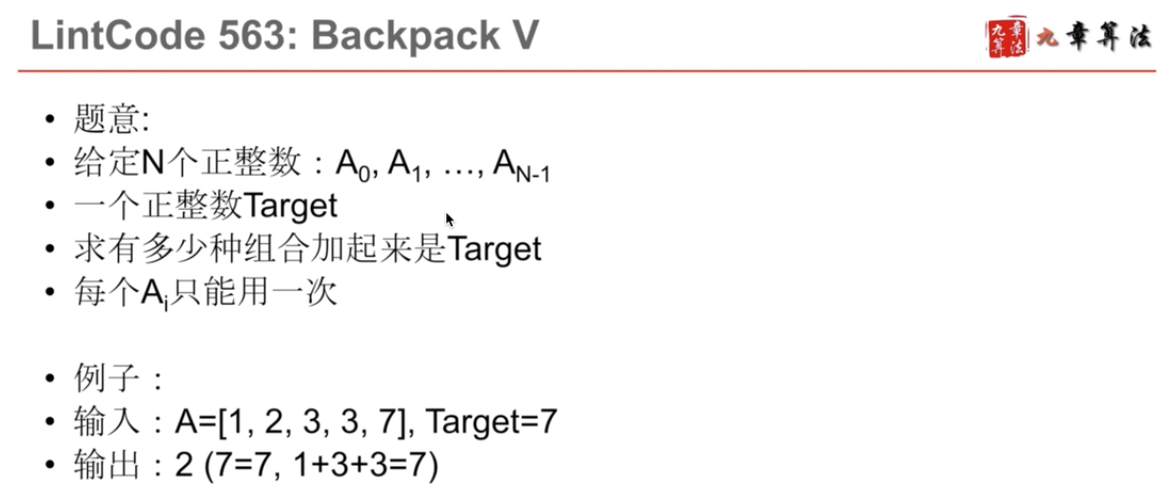 LintCode 563: Backpack V
九章算法 九章算法
• 题意:
• 给定N个正整数：A0, A1, …, AN-1
• 一个正整数Target
• 求有多少种组合加起来是Target
• 每个Ai只能用一次
• 例子：
• 输入：A=[1, 2, 3, 3, 7], Target=7
• 输出：2 (7=7, 1+3+3=7)